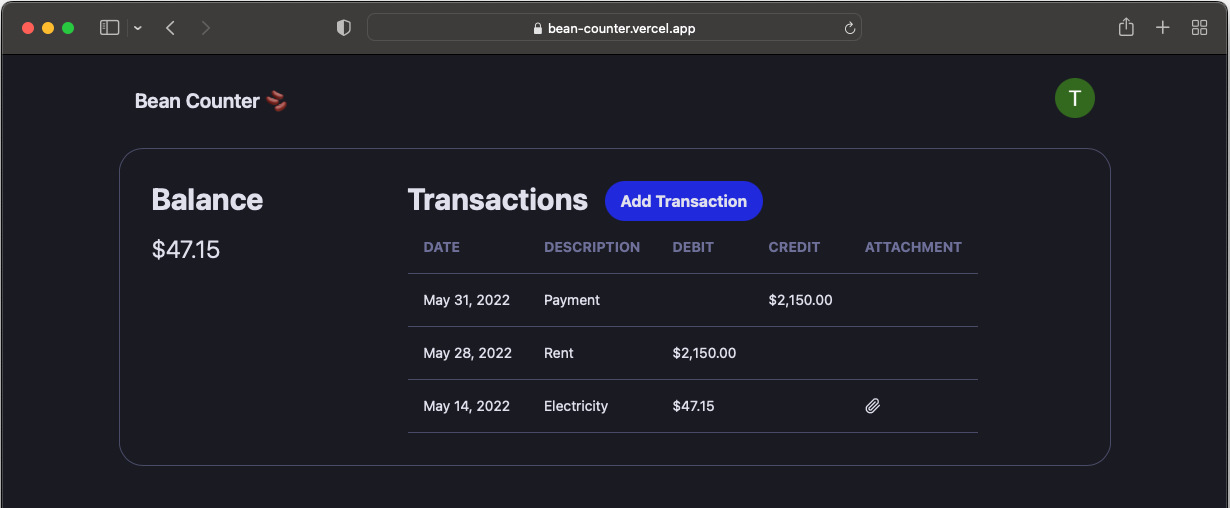 bean-counter.vercel.app
Bean Counter
T
Balance
$47.15
Transactions
Add Transaction
DATE DESCRIPTION DEBIT CREDIT ATTACHMENT
May 31, 2022 Payment $2,150.00
May 28, 2022 Rent $2,150.00
May 14, 2022 Electricity $47.15